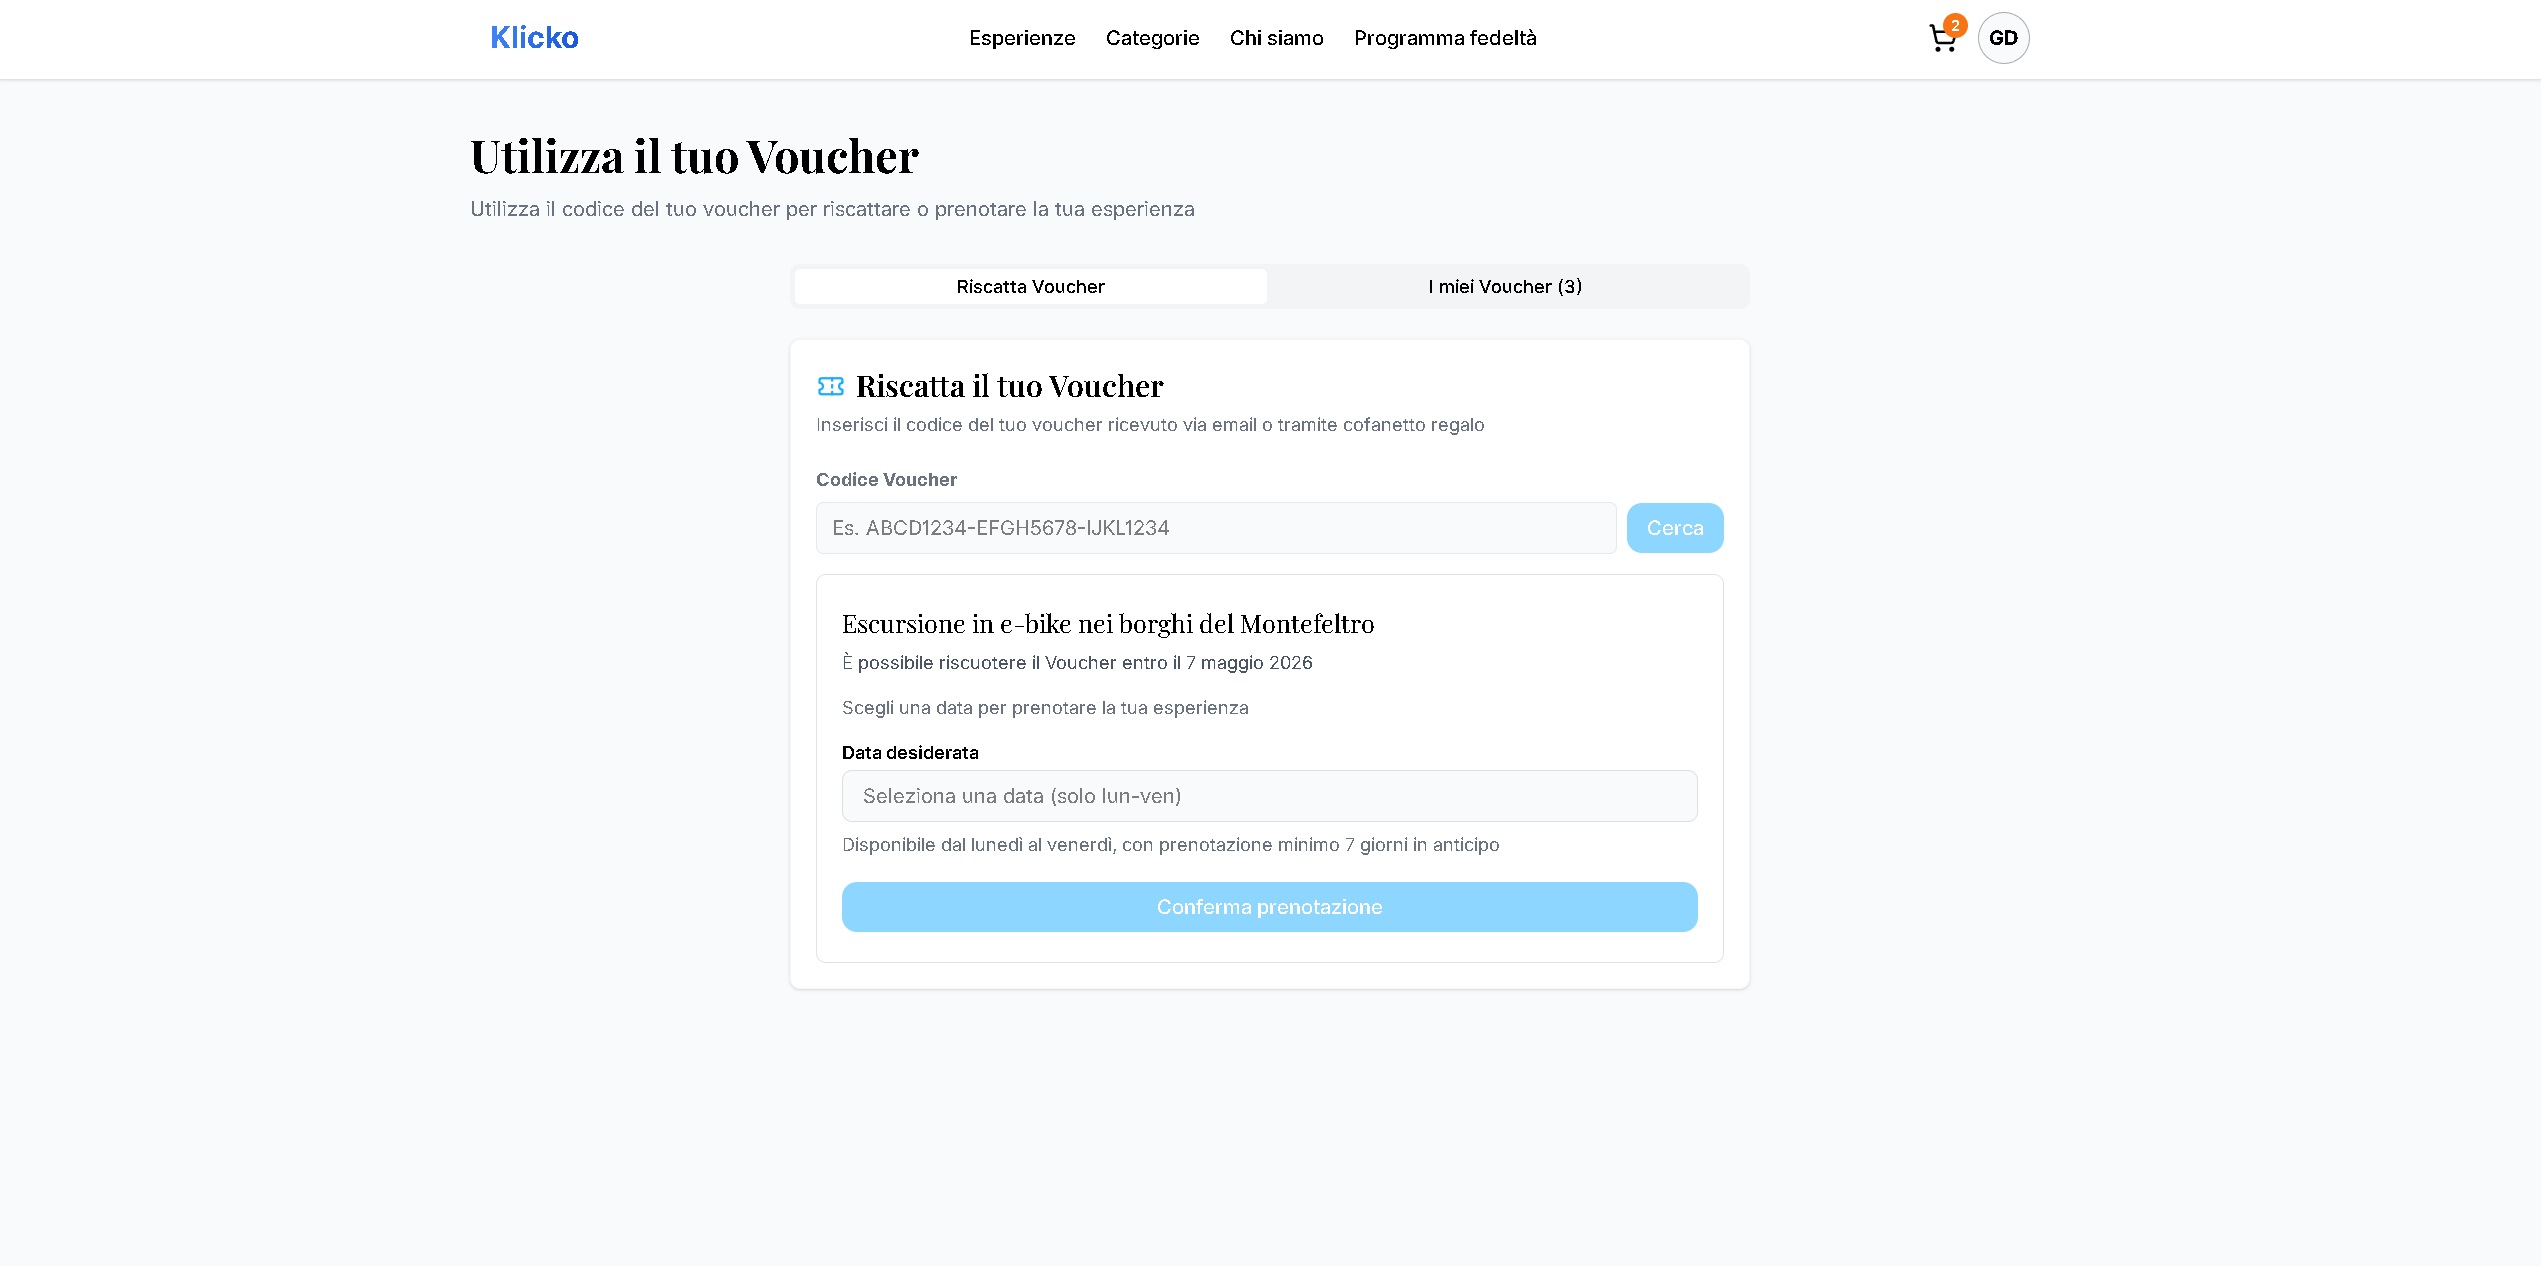 Klicko
Esperienze
Categorie
Chi siamo
Programma fedeltà
2
GD
Utilizza il tuo Voucher
Utilizza il codice del tuo voucher per riscattare o prenotare la tua esperienza
Riscatta Voucher
I miei Voucher (3)
Riscatta il tuo Voucher
Inserisci il codice del tuo voucher ricevuto via email o tramite cofanetto regalo
Codice Voucher
Es. ABCD1234-EFGH5678-IJKL1234
Cerca
Escursione in e-bike nei borghi del Montefeltro
È possibile riscuotere il Voucher entro il 7 maggio 2026
Scegli una data per prenotare la tua esperienza
Data desiderata
Seleziona una data (solo lun-ven)
Disponibile dal lunedì al venerdì, con prenotazione minimo 7 giorni in anticipo
Conferma prenotazione